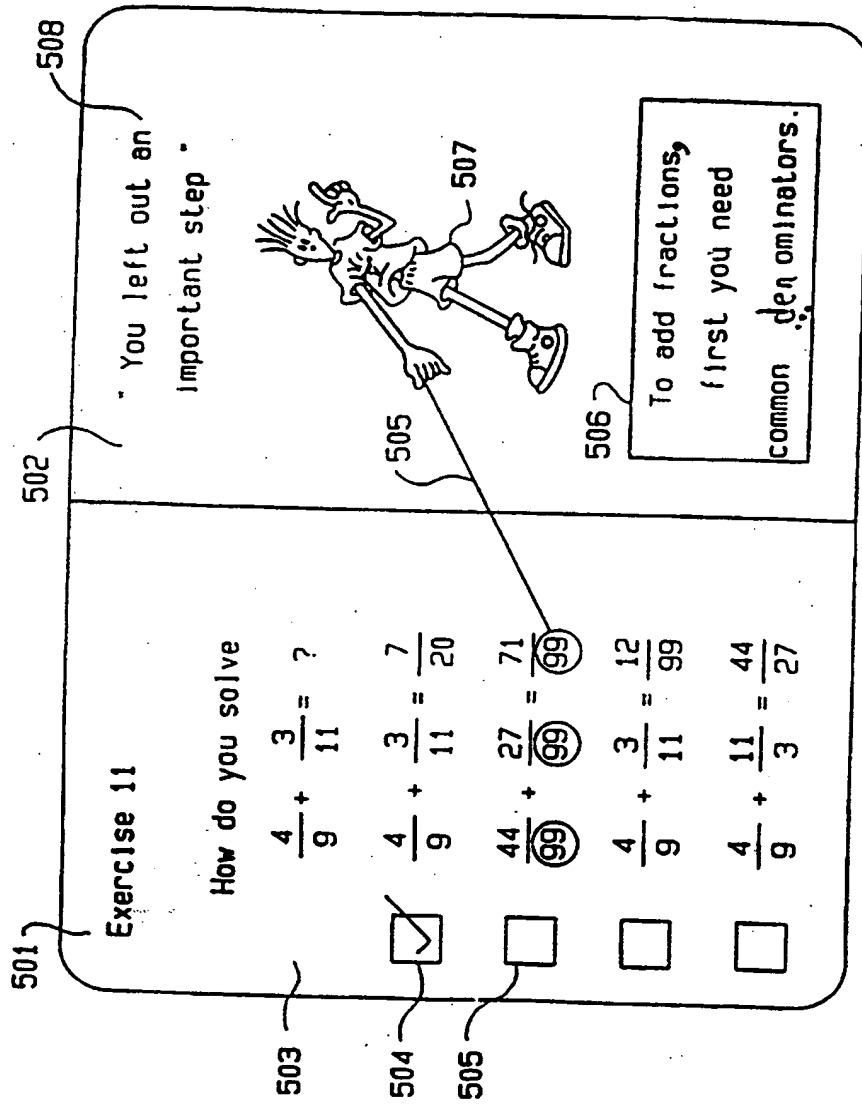 501
Exercise 11
503
How do you solve
4/9 + 3/11 = ?
504
4/9 + 3/11 = 7/20
505
44/99 + 27/99 = 71/99
4/9 + 3/11 = 12/99
4/9 + 11/3 = 44/27
502
508
" You left out an
important step "
505
507
506
To add fractions,
first you need
common denominators.